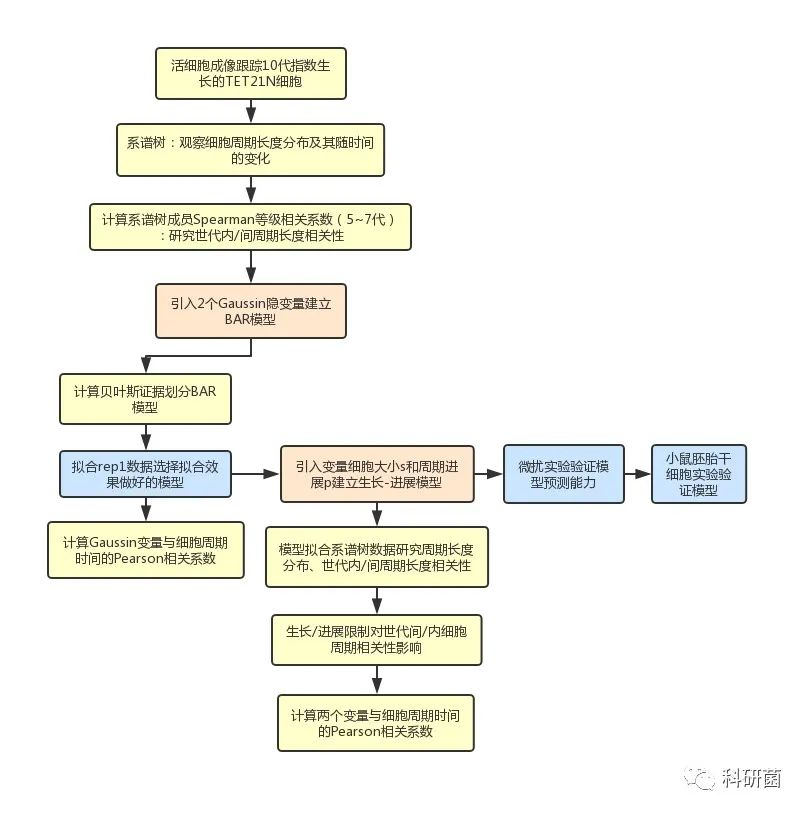 活细胞成像跟踪10代指数生
长的TET21N细胞
系谱树：观察细胞周期长度分布及其随时间
的变化
计算系谱树成员Spearman等级相关系数（5~7代）
：研究世代内/间周期长度相关性
引入2个Gaussin隐变量建立
BAR模型
计算贝叶斯证据划分BAR
模型
拟合rep1数据选择拟合效
果做好的模型
引入变量细胞大小s和周期进
展p建立生长-进展模型
微扰实验验证模
型预测能力
小鼠胚胎干
细胞实验验
证模型
计算Gaussin变量与细胞周期
时间的Pearson相关系数
模型拟合系谱树数据研究周期长度
分布、世代内/间周期长度相关性
生长/进展限制对世代间/内细胞
周期相关性影响
计算两个变量与细胞周期时间
的Pearson相关系数
科研菌